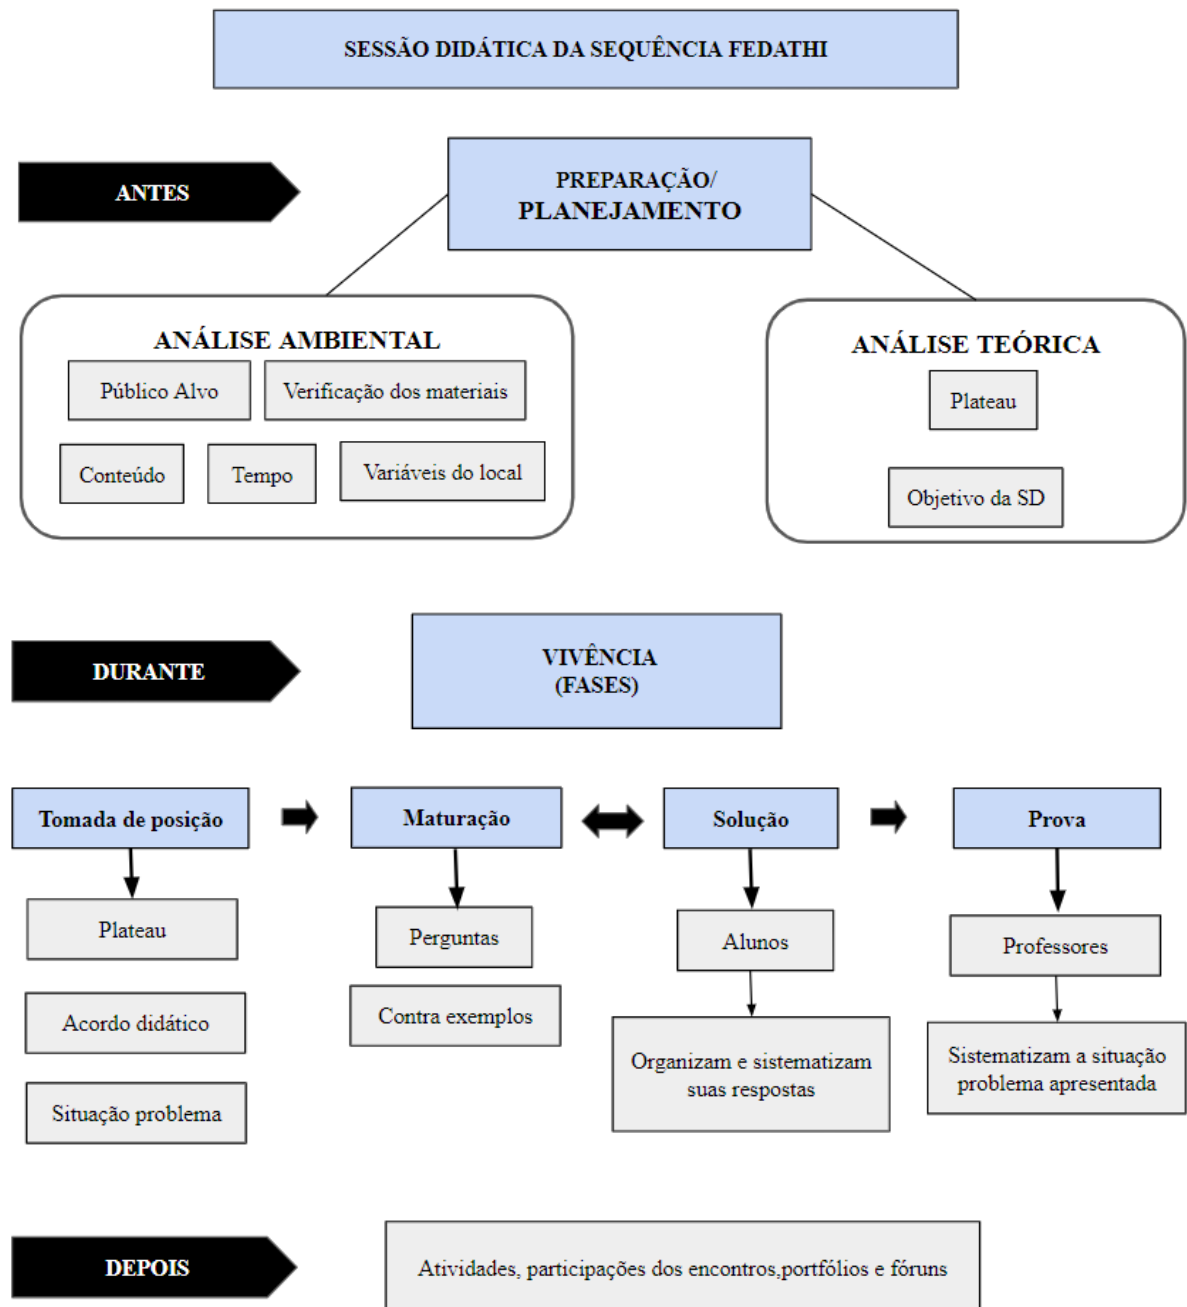 SESSÃO DIDÁTICA DA SEQUÊNCIA FEDATHI
ANTES
PREPARAÇÃO/
PLANEJAMENTO
ANÁLISE AMBIENTAL
Público Alvo
Verificação dos materiais
Conteúdo
Tempo
Variáveis do local
ANÁLISE TEÓRICA
Plateau
Objetivo da SD
DURANTE
VIVÊNCIA
(FASES)
Tomada de posição
Maturação
Solução
Prova
Plateau
Acordo didático
Situação problema
Perguntas
Contra exemplos
Alunos
Organizam e sistematizam
suas respostas
Professores
Sistematizam a situação
problema apresentada
DEPOIS
Atividades, participações dos encontros,portfólios e fóruns